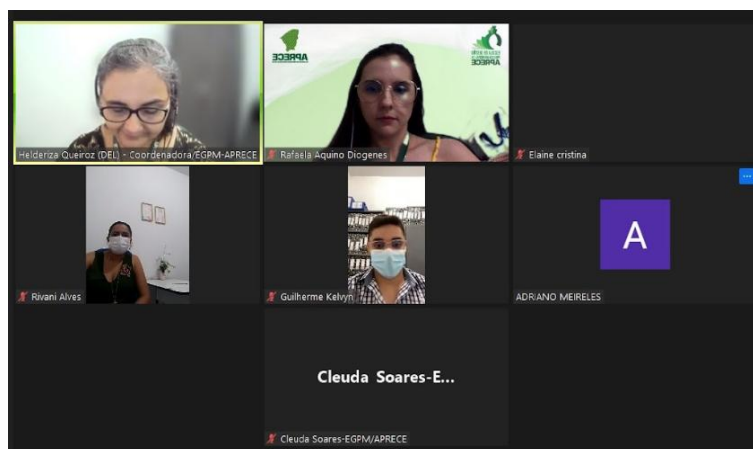 Helderiza Queiroz (DEL) - Coordenadora/EGPM-APRECE
APRECE
APRECE
Rafaela Aquino Diogenes
Elaine cristina
Rivani Alves
Guilherme Kelvyn
A
ADRIANO MEIRELES
Cleuda Soares-E...
Cleuda Soares-EGPM/APRECE